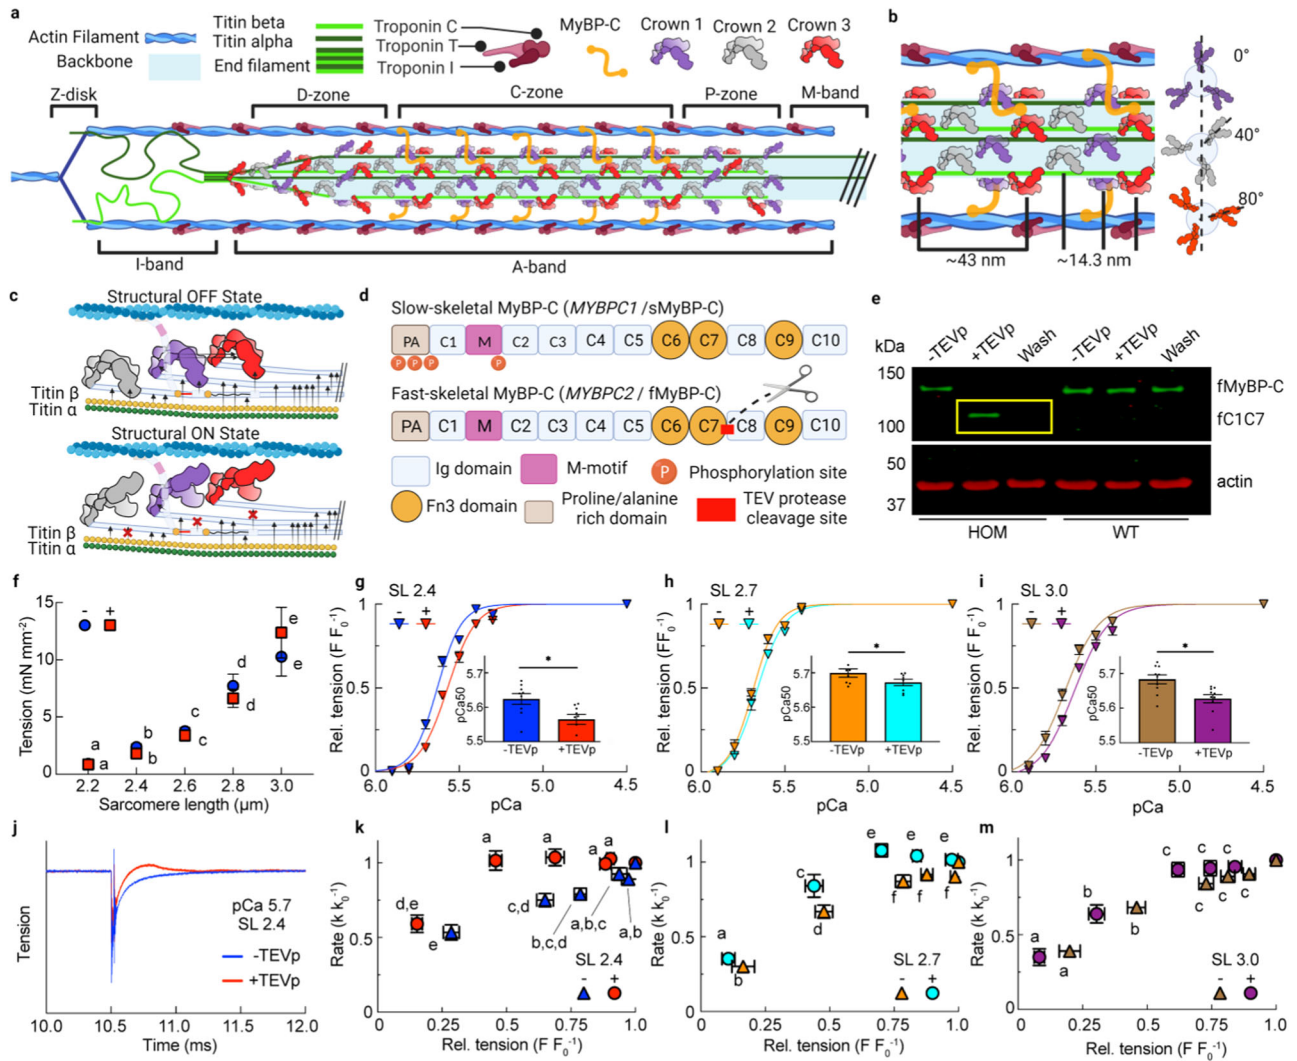 a
Actin Filament
Backbone
Titin beta
Titin alpha
End filament
Troponin C
Troponin T
Troponin I
MyBP-C
Crown 1
Crown 2
Crown 3
Z-disk
D-zone
C-zone
P-zone
M-band
I-band
A-band
b
0°
40°
80°
~43 nm
~14.3 nm
c
Structural OFF State
Titin β
Titin α
Structural ON State
Titin β
Titin α
d
Slow-skeletal MyBP-C (MYBPC1 /sMyBP-C)
PA C1 M C2 C3 C4 C5 C6 C7 C8 C9 C10
P P P P
Fast-skeletal MyBP-C (MYBPC2 / fMyBP-C)
PA C1 M C2 C3 C4 C5 C6 C7 C8 C9 C10
Ig domain
M-motif
P Phosphorylation site
Fn3 domain
Proline/alanine
rich domain
TEV protease
cleavage site
e
kDa
-TEVp +TEVp Wash -TEVp +TEVp Wash
150
100
50
37
fMyBP-C
fC1C7
actin
HOM WT
f
- +
Tension (mN mm⁻²)
15
10
5
0
a a b b c c d d e e
2.2 2.4 2.6 2.8 3.0
Sarcomere length (μm)
g
SL 2.4
- +
Rel. tension (F F₀⁻¹)
1
0.5
0
6.0 5.5 5.0 4.5
pCa
pCa50
5.7
5.6
5.5
*
-TEVp +TEVp
h
SL 2.7
- +
Rel. tension (F F₀⁻¹)
1
0.5
0
6.0 5.5 5.0 4.5
pCa
pCa50
5.7
5.6
5.5
*
-TEVp +TEVp
i
SL 3.0
- +
Rel. tension (F F₀⁻¹)
1
0.5
0
6.0 5.5 5.0 4.5
pCa
pCa50
5.7
5.6
5.5
*
-TEVp +TEVp
j
Tension
pCa 5.7
SL 2.4
-TEVp
+TEVp
10.0 10.5 11.0 11.5 12.0
Time (ms)
k
Rate (k k₀⁻¹)
1
0.5
0
a a a
d,e
e
c,d
b,c,d
a,b,c
a,b
SL 2.4
- +
0 0.25 0.5 0.75 1.0
Rel. tension (F F₀⁻¹)
l
Rate (k k₀⁻¹)
1
0.5
0
e e e
c
d
f f f
a
b
SL 2.7
- +
0 0.25 0.5 0.75 1.0
Rel. tension (F F₀⁻¹)
m
Rate (k k₀⁻¹)
1
0.5
0
c c c
b
b
c c c
a
a
SL 3.0
- +
0 0.25 0.5 0.75 1.0
Rel. tension (F F₀⁻¹)